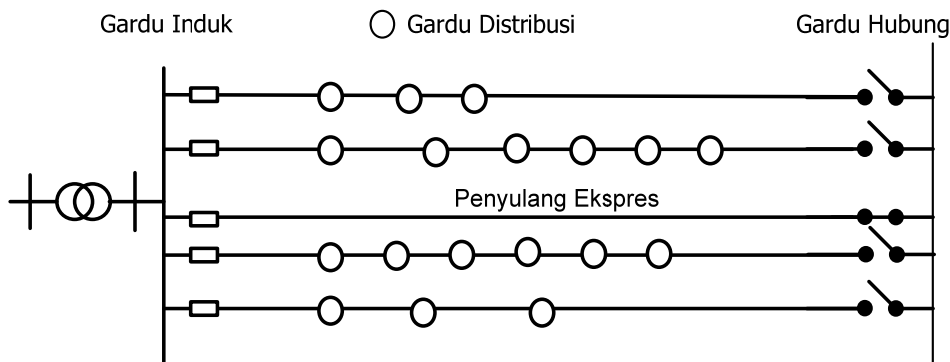 Gardu Induk
Gardu Distribusi
Gardu Hubung
Penyulang Ekspres